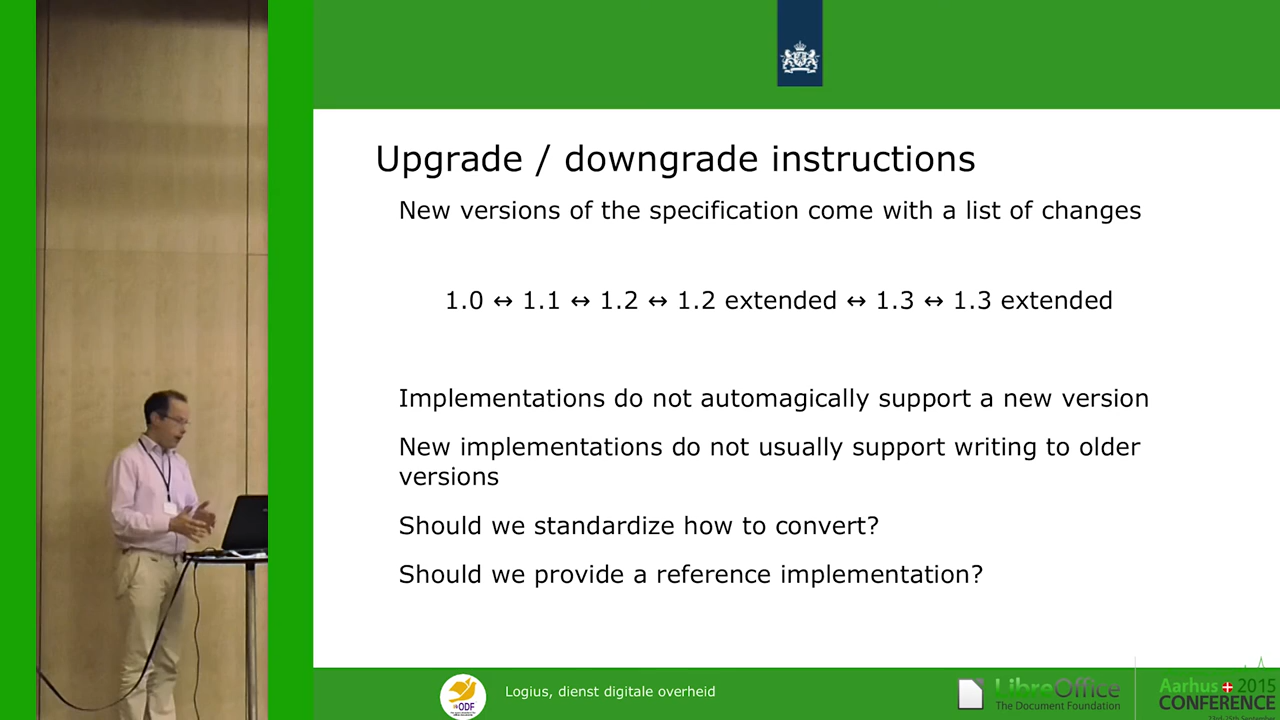 Upgrade / downgrade instructions
New versions of the specification come with a list of changes
1.0 ↔ 1.1 ↔ 1.2 ↔ 1.2 extended ↔ 1.3 ↔ 1.3 extended
Implementations do not automagically support a new version
New implementations do not usually support writing to older
versions
Should we standardize how to convert?
Should we provide a reference implementation?
ODF
Logius, dienst digitale overheid
LibreOffice
The Document Foundation
Aarhus 2015
CONFERENCE